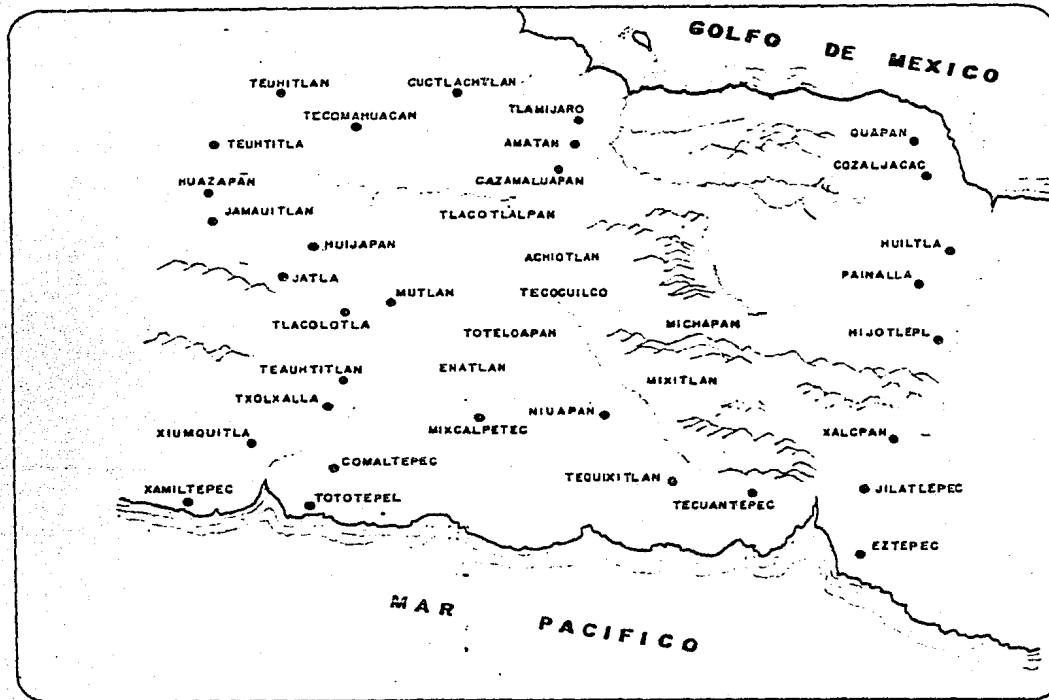 GOLFO DE MEXICO
TEUHITLAN
CUCTLACHTLAN
TECOMAHUACAN
TLAMIJARO
TEUHTITLA
AMATAN
QUAPAN
COZALJACAC
HUAZAPAN
CAZAMALUAPAN
JAMAUITLAN
TLACOTLALPAN
HUIJAPAN
ACHIOTLAN
HUILTLA
JATLA
MUTLAN
TECOCUILCO
PAINALLA
TLACOLOTLA
TOTELOAPAN
MICHAPAN
HIJOTLEPL
TEAUHTITLAN
ENATLAN
MIXITLAN
TXOLXALLA
MIXCALPETEC
NIUAPAN
XIUMQUITLA
XALCPAN
COMALTEPEC
TEQUIXITLAN
XAMILTEPEC
TOTOTEPEL
TECUANTEPEC
JILATLEPEC
EZTEPEC
MAR PACIFICO